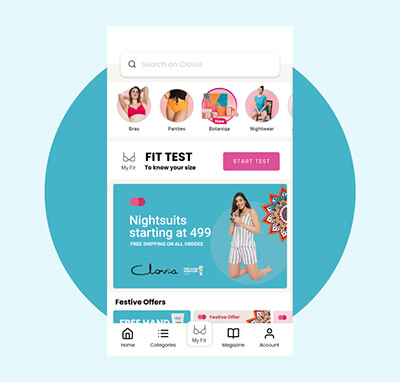 Search on Clovia
Bras
Panties
New
Botaniqa
Nightwear
My Fit
FIT TEST
To know your size
START TEST
Nightsuits
starting at 499
FREE SHIPPING ON ALL ORDERS
Clovia
Festive Offers
FREE HAND
Festive Offer
Home
Categories
My Fit
Magazine
Account